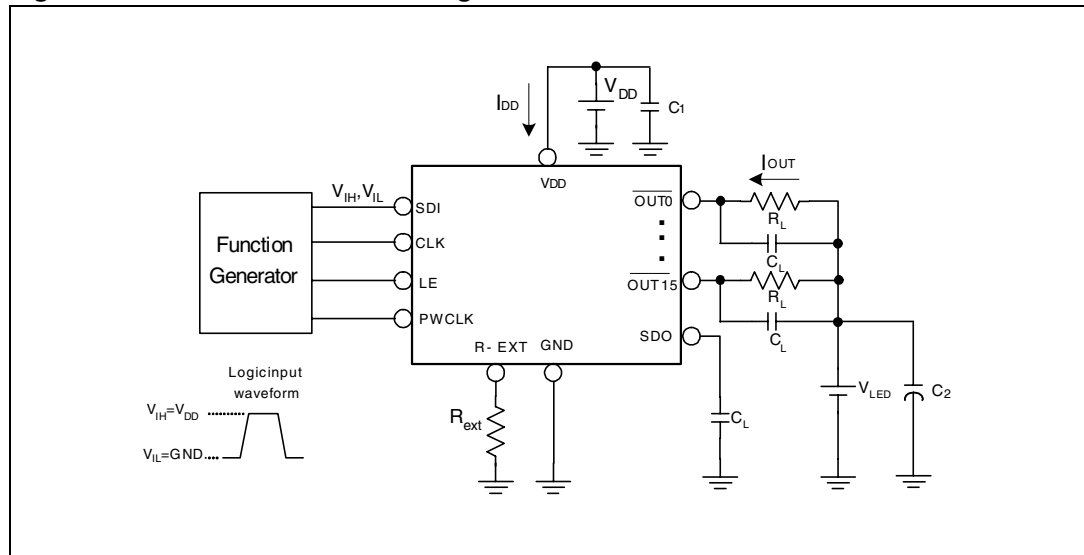 V DD
IDD
C1
VDD
IOUT
VIH,VIL
SDI
OUT0
RL
Function
Generator
CLK
CL
LE
OUT15
RL
PWCLK
SDO
CL
R- EXT
GND
Logicinput
waveform
VLED
C2
VIH=VDD
Rext
CL
VIL=GND